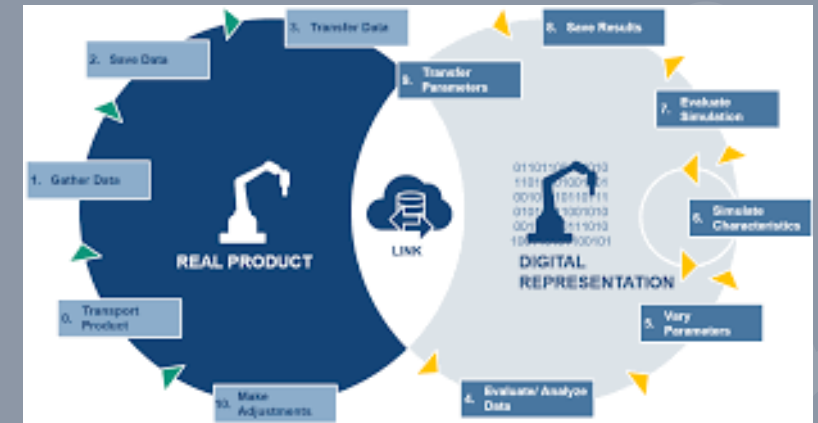 3. Transfer Data
8. Save Results
2. Save Data
9. Transfer
Parameters
7. Evaluate
Simulation
1. Gather Data
REAL PRODUCT
LINK
DIGITAL
REPRESENTATION
6. Simulate
Characteristics
0. Transport
Product
5. Vary
Parameters
10. Make
Adjustments
4. Evaluate/ Analyze
Data